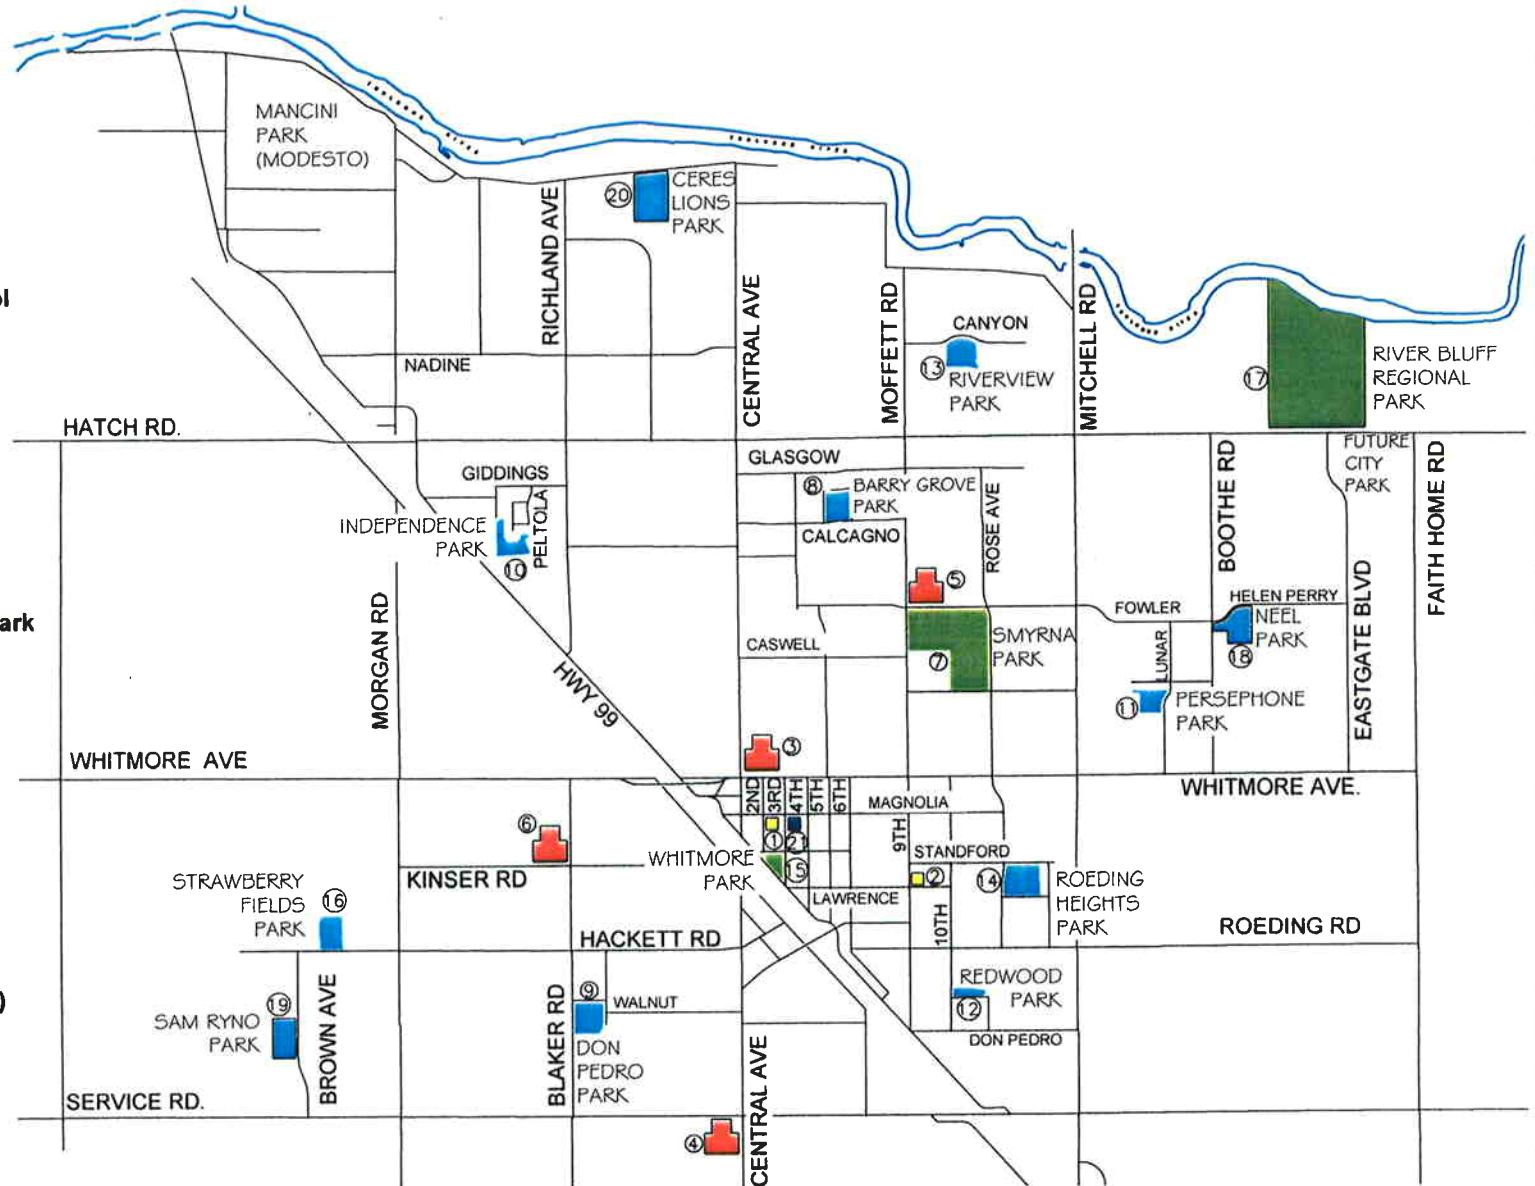 MANCINI
PARK
(MODESTO)
20
CERES
LIONS
PARK
RICHLAND AVE
CENTRAL AVE
MOFFETT RD
MITCHELL RD
CANYON
13
RIVERVIEW
PARK
17
RIVER BLUFF
REGIONAL
PARK
NADINE
HATCH RD.
GLASGOW
GIDDINGS
PELTOLA
INDEPENDENCE
PARK
10
8
BARRY GROVE
PARK
CALCAGNO
ROSE AVE
BOOTHE RD
FUTURE
CITY
PARK
FAITH HOME RD
EASTGATE BLVD
5
FOWLER
HELEN PERRY
NEEL
PARK
18
LUNAR
ark
MORGAN RD
HWY 99
CASWELL
SMYRNA
PARK
7
11
PERSEPHONE
PARK
3
WHITMORE AVE
WHITMORE AVE.
2ND
3RD
4TH
5TH
6TH
MAGNOLIA
9TH
6
1
21
WHITMORE
PARK
15
STANDFORD
2
14
ROEDING
HEIGHTS
PARK
KINSER RD
LAWRENCE
10TH
STRAWBERRY
FIELDS
PARK
16
HACKETT RD
ROEDING RD
REDWOOD
PARK
12
19
SAM RYNO
PARK
BROWN AVE
BLAKER RD
9
WALNUT
DON
PEDRO
PARK
DON PEDRO
CENTRAL AVE
SERVICE RD.
4